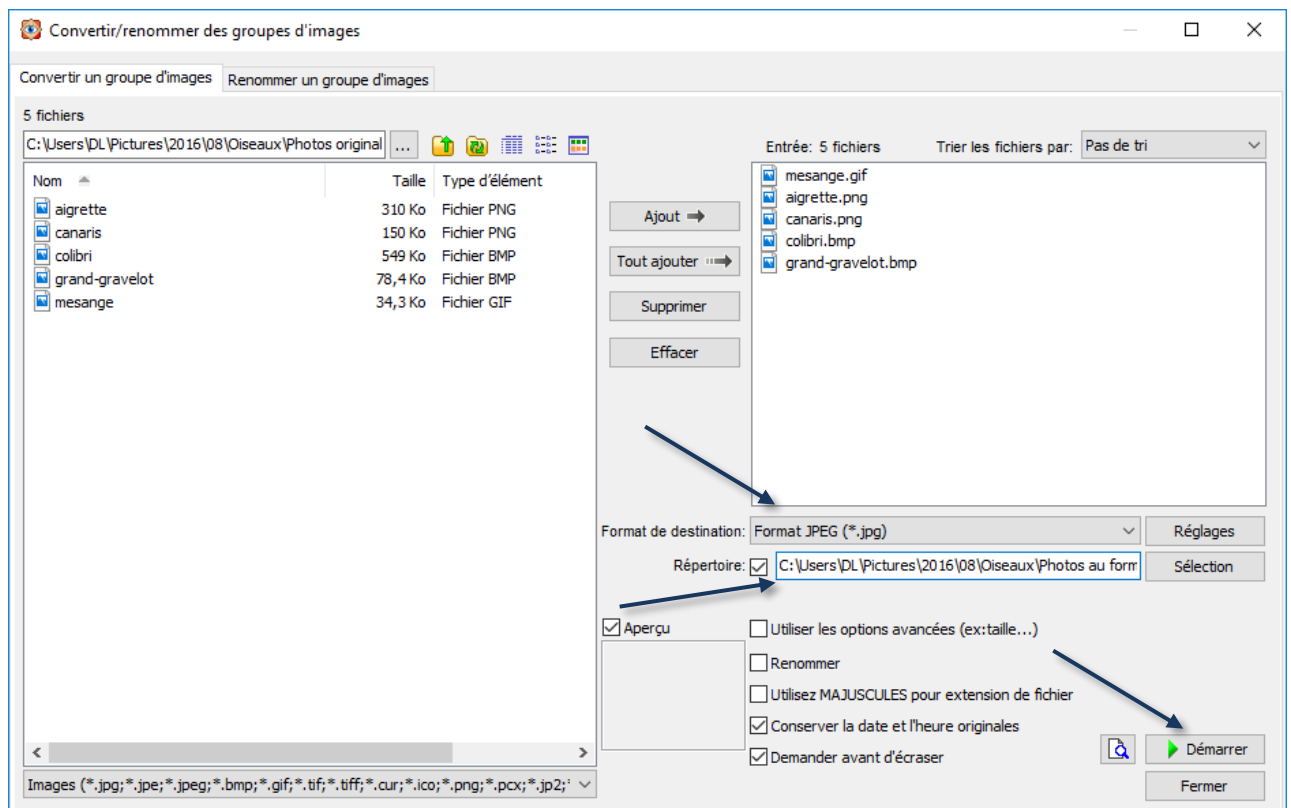 Convertir/renommer des groupes d'images
Convertir un groupe d'images
Renommer un groupe d'images
5 fichiers
C:\Users\DL\Pictures\2016\08\Oiseaux\Photos original
...
Nom
Taille
Type d'élément
aigrette 310 Ko Fichier PNG
canaris 150 Ko Fichier PNG
colibri 549 Ko Fichier BMP
grand-gravelot 78,4 Ko Fichier BMP
mesange 34,3 Ko Fichier GIF
Images (*.jpg;*.jpe;*.jpeg;*.bmp;*.gif;*.tif;*.tiff;*.cur;*.ico;*.png;*.pcx;*.jp2;
Ajout
Tout ajouter
Supprimer
Effacer
Entrée: 5 fichiers
Trier les fichiers par:
Pas de tri
mesange.gif
aigrette.png
canaris.png
colibri.bmp
grand-gravelot.bmp
Format de destination:
Format JPEG (*.jpg)
Réglages
Répertoire:
C:\Users\DL\Pictures\2016\08\Oiseaux\Photos au form
Sélection
Aperçu
Utiliser les options avancées (ex:taille...)
Renommer
Utilisez MAJUSCULES pour extension de fichier
Conserver la date et l'heure originales
Demander avant d'écraser
Démarrer
Fermer